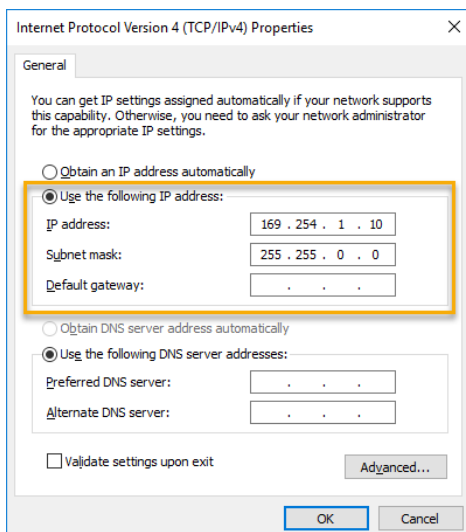 Internet Protocol Version 4 (TCP/IPv4) Properties
General
You can get IP settings assigned automatically if your network supports
this capability. Otherwise, you need to ask your network administrator
for the appropriate IP settings.
Obtain an IP address automatically
Use the following IP address:
IP address: 169 . 254 . 1 . 10
Subnet mask: 255 . 255 . 0 . 0
Default gateway: . . .
Obtain DNS server address automatically
Use the following DNS server addresses:
Preferred DNS server: . . .
Alternate DNS server: . . .
Validate settings upon exit
Advanced...
OK Cancel